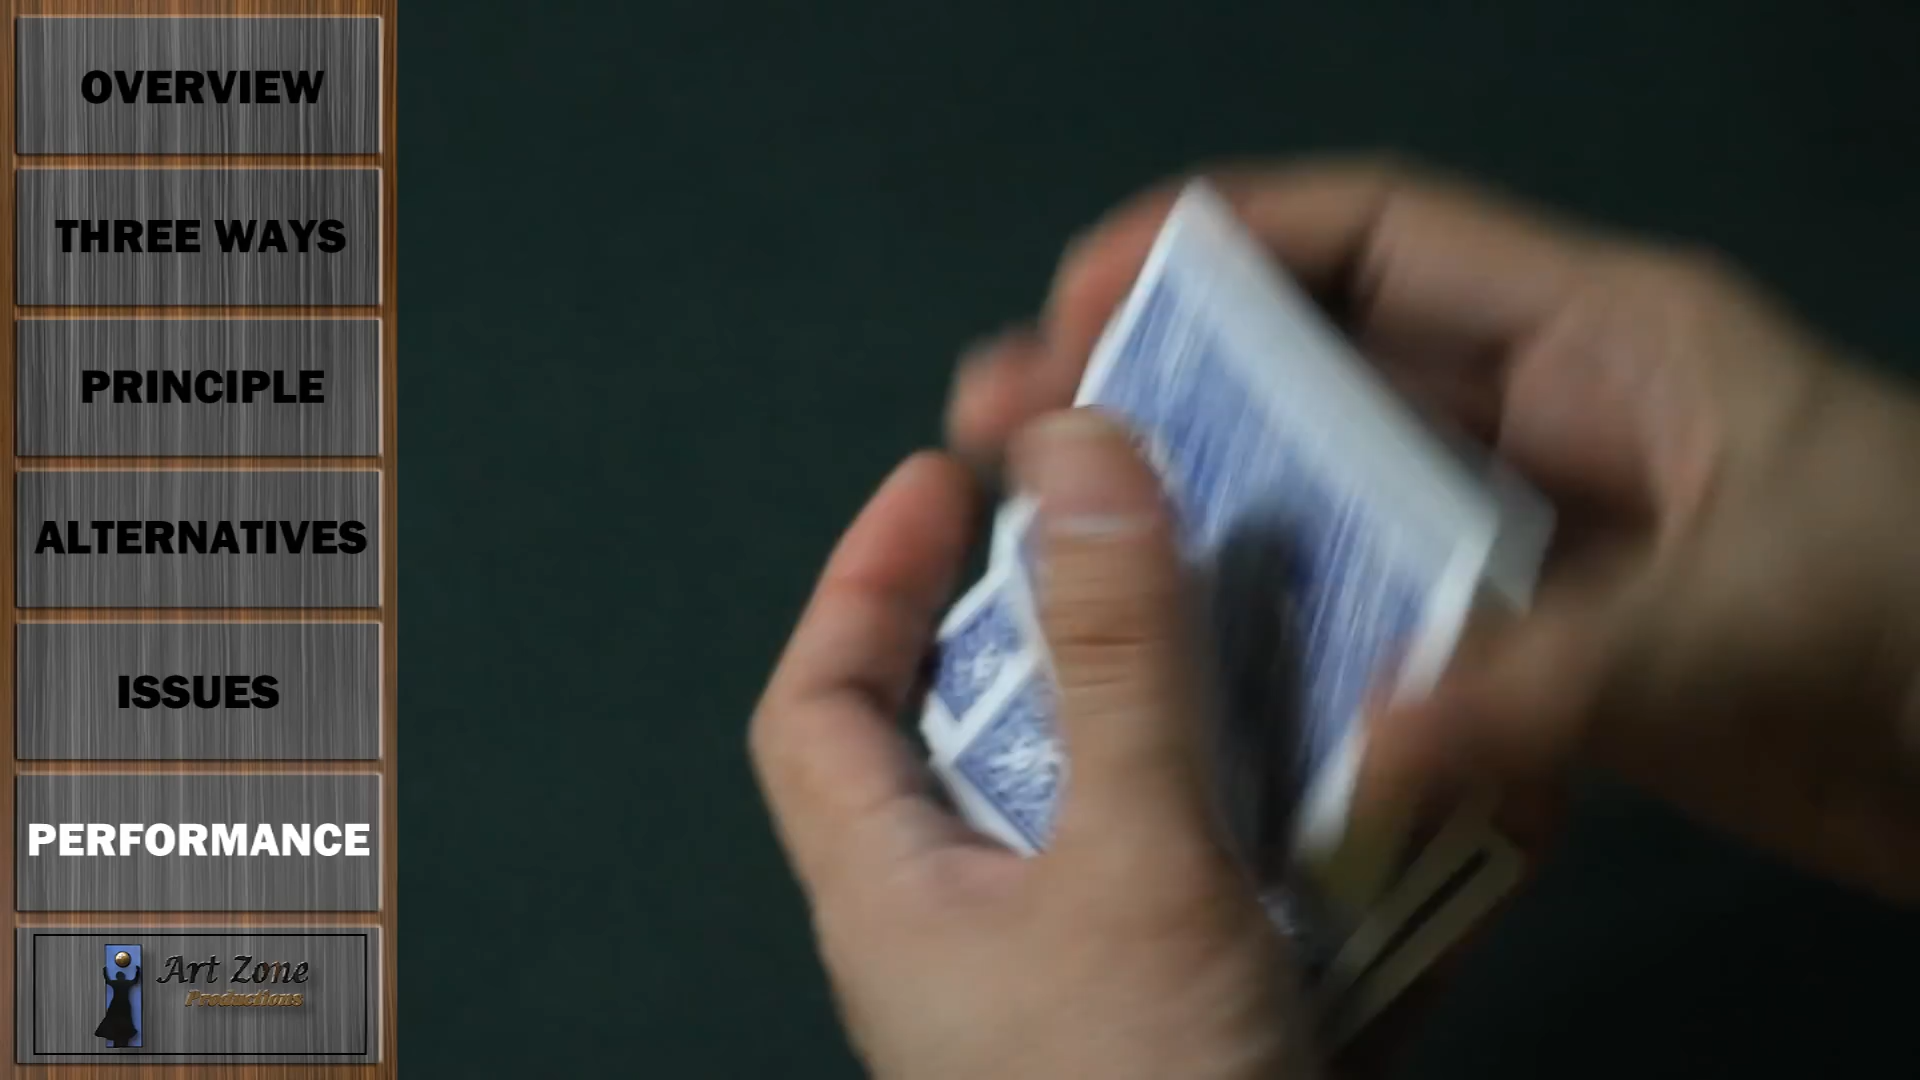 OVERVIEW
THREE WAYS
PRINCIPLE
ALTERNATIVES
ISSUES
PERFORMANCE
Art Zone
Productions